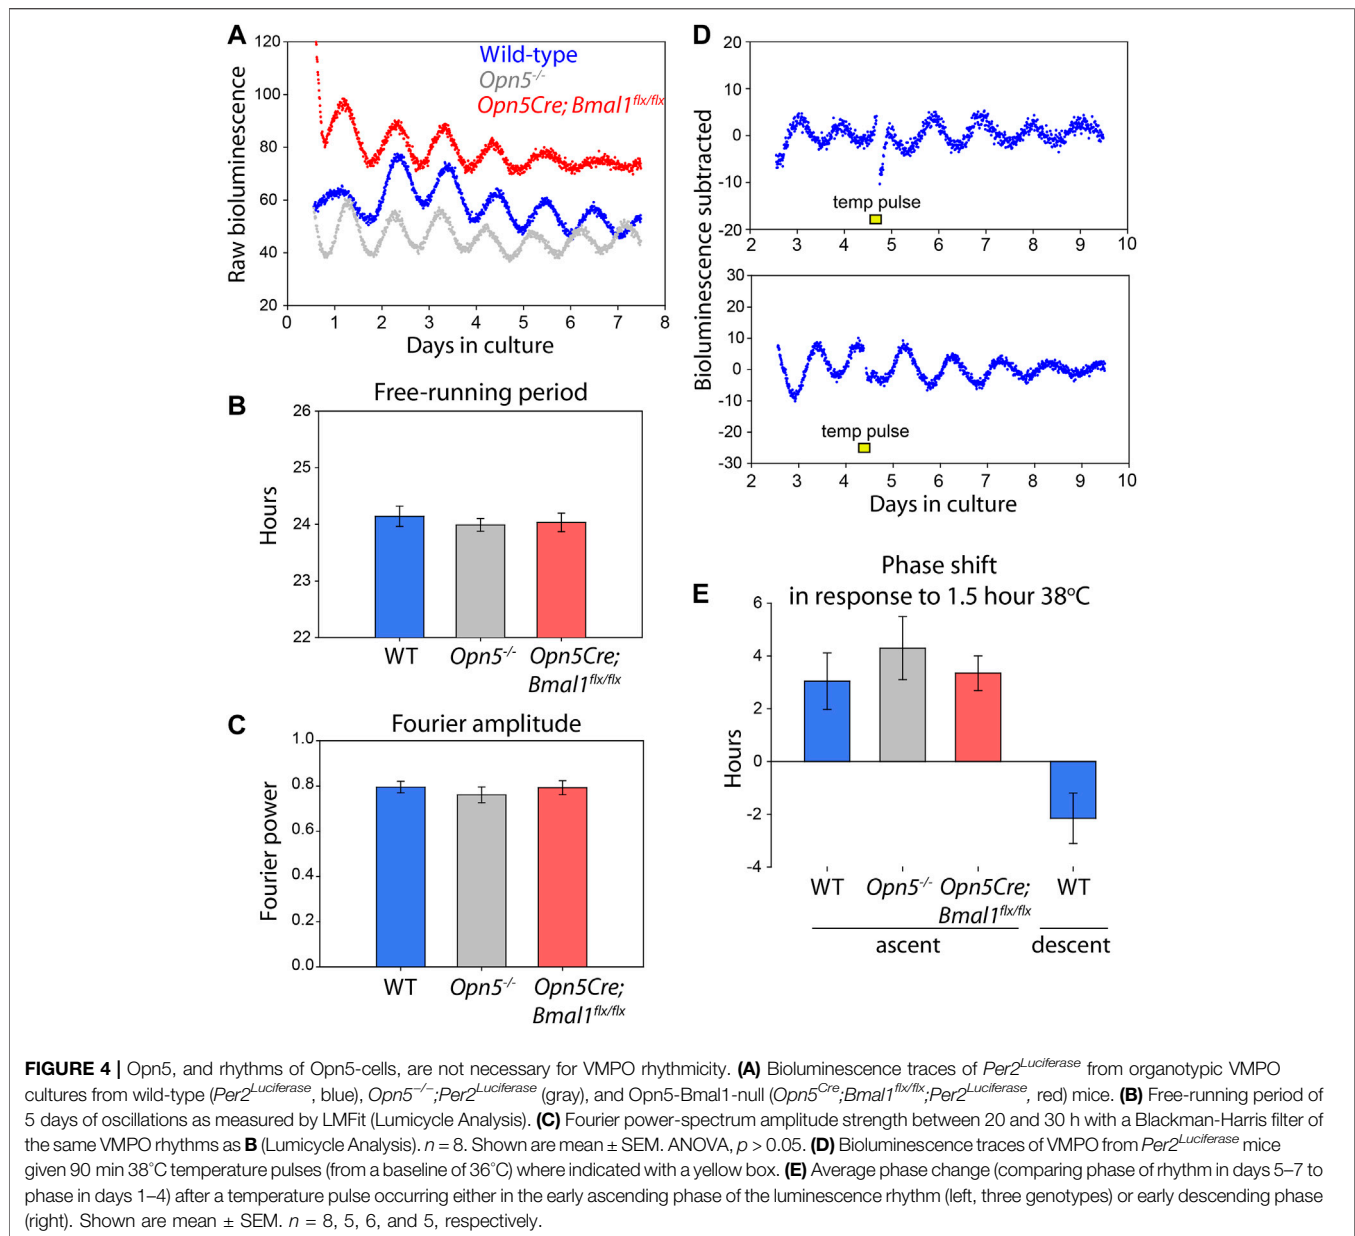 A
120
100
80
60
40
20
Raw bioluminescence
Wild-type
Opn5-/-
Opn5Cre; Bmal1flx/flx
0 1 2 3 4 5 6 7 8
Days in culture
B
Free-running period
26
25
24
23
22
Hours
WT Opn5-/- Opn5Cre;
Bmal1flx/flx
C
Fourier amplitude
1.0
0.8
0.6
0.4
0.2
0.0
Fourier power
WT Opn5-/- Opn5Cre;
Bmal1flx/flx
D
20
10
0
-10
-20
temp pulse
2 3 4 5 6 7 8 9 10
Bioluminescence subtracted
30
20
10
0
-10
-20
-30
temp pulse
2 3 4 5 6 7 8 9 10
Days in culture
E
Phase shift
in response to 1.5 hour 38°C
6
4
2
0
-2
-4
Hours
WT Opn5-/- Opn5Cre; WT
Bmal1flx/flx
ascent descent
FIGURE 4 | Opn5, and rhythms of Opn5-cells, are not necessary for VMPO rhythmicity. (A) Bioluminescence traces of Per2Luciferase from organotypic VMPO
cultures from wild-type (Per2Luciferase, blue), Opn5−/−;Per2Luciferase (gray), and Opn5-Bmal1-null (Opn5Cre;Bmal1flx/flx;Per2Luciferase, red) mice. (B) Free-running period of
5 days of oscillations as measured by LMFit (Lumicycle Analysis). (C) Fourier power-spectrum amplitude strength between 20 and 30 h with a Blackman-Harris filter of
the same VMPO rhythms as B (Lumicycle Analysis). n = 8. Shown are mean ± SEM. ANOVA, p > 0.05. (D) Bioluminescence traces of VMPO from Per2Luciferase mice
given 90 min 38°C temperature pulses (from a baseline of 36°C) where indicated with a yellow box. (E) Average phase change (comparing phase of rhythm in days 5–7 to
phase in days 1–4) after a temperature pulse occurring either in the early ascending phase of the luminescence rhythm (left, three genotypes) or early descending phase
(right). Shown are mean ± SEM. n = 8, 5, 6, and 5, respectively.